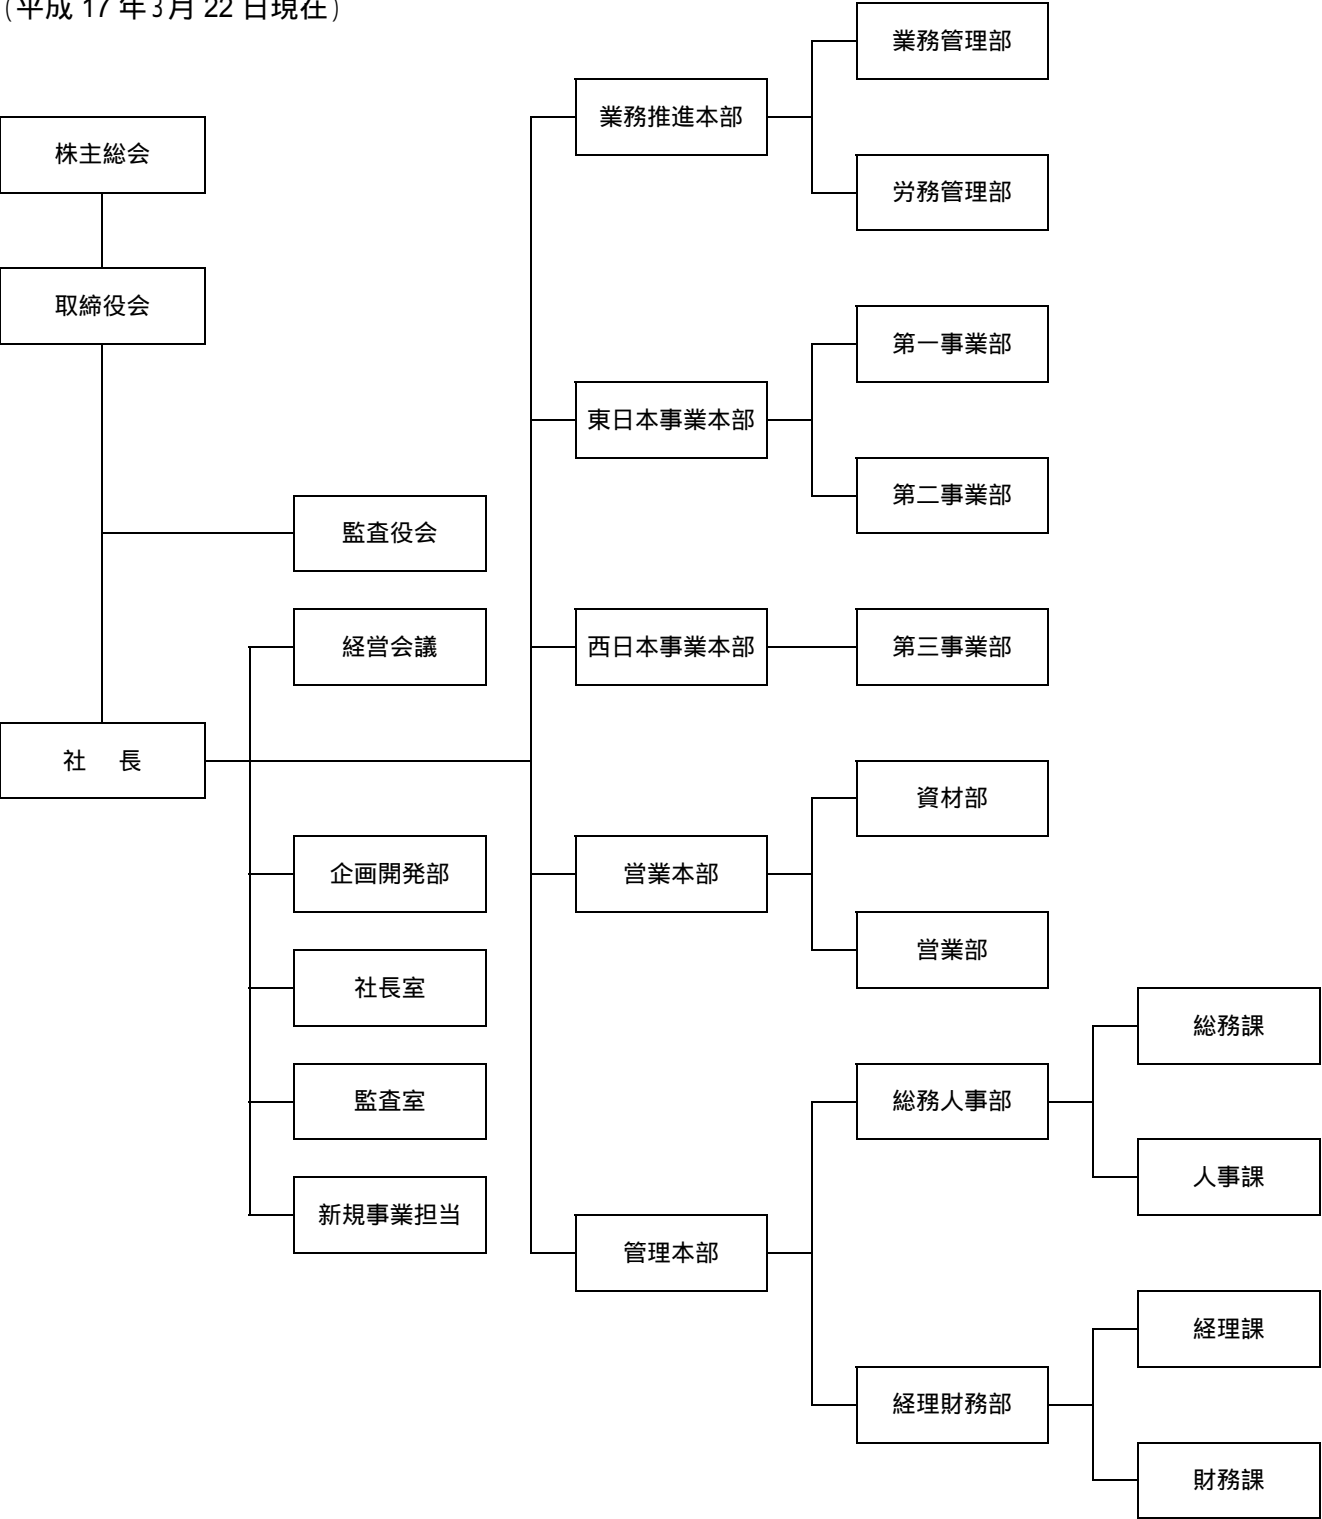 (平成 17 年 3 月 22 日現在)
株主総会
取締役会
監査役会
経営会議
社 長
企画開発部
社長室
監査室
新規事業担当
業務推進本部
業務管理部
労務管理部
東日本事業本部
第一事業部
第二事業部
西日本事業本部
第三事業部
営業本部
資材部
営業部
管理本部
総務人事部
総務課
人事課
経理財務部
経理課
財務課